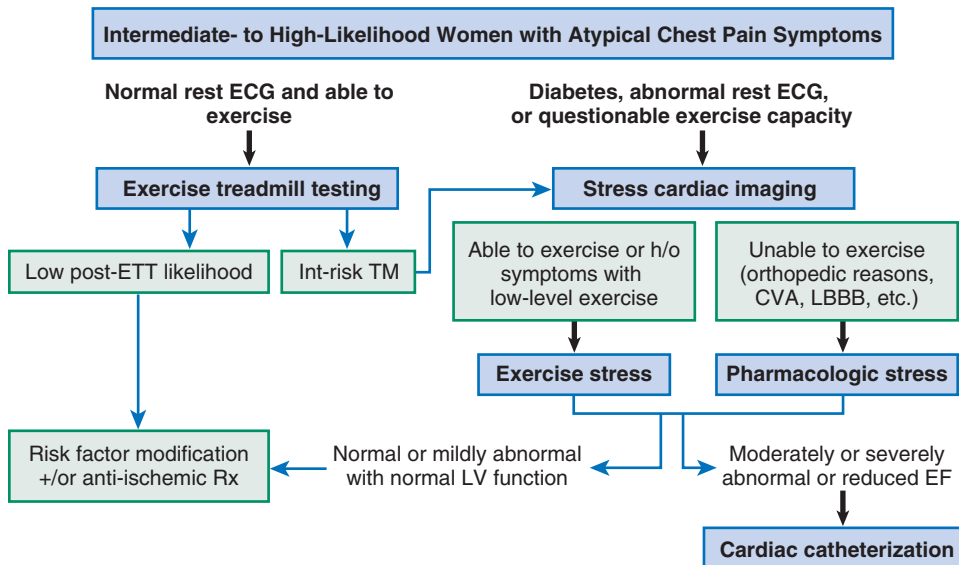 Intermediate- to High-Likelihood Women with Atypical Chest Pain Symptoms
Normal rest ECG and able to
exercise
Diabetes, abnormal rest ECG,
or questionable exercise capacity
Exercise treadmill testing
Stress cardiac imaging
Low post-ETT likelihood
Int-risk TM
Able to exercise or h/o
symptoms with
low-level exercise
Unable to exercise
(orthopedic reasons,
CVA, LBBB, etc.)
Exercise stress
Pharmacologic stress
Risk factor modification
+/or anti-ischemic Rx
Normal or mildly abnormal
with normal LV function
Moderately or severely
abnormal or reduced EF
Cardiac catheterization